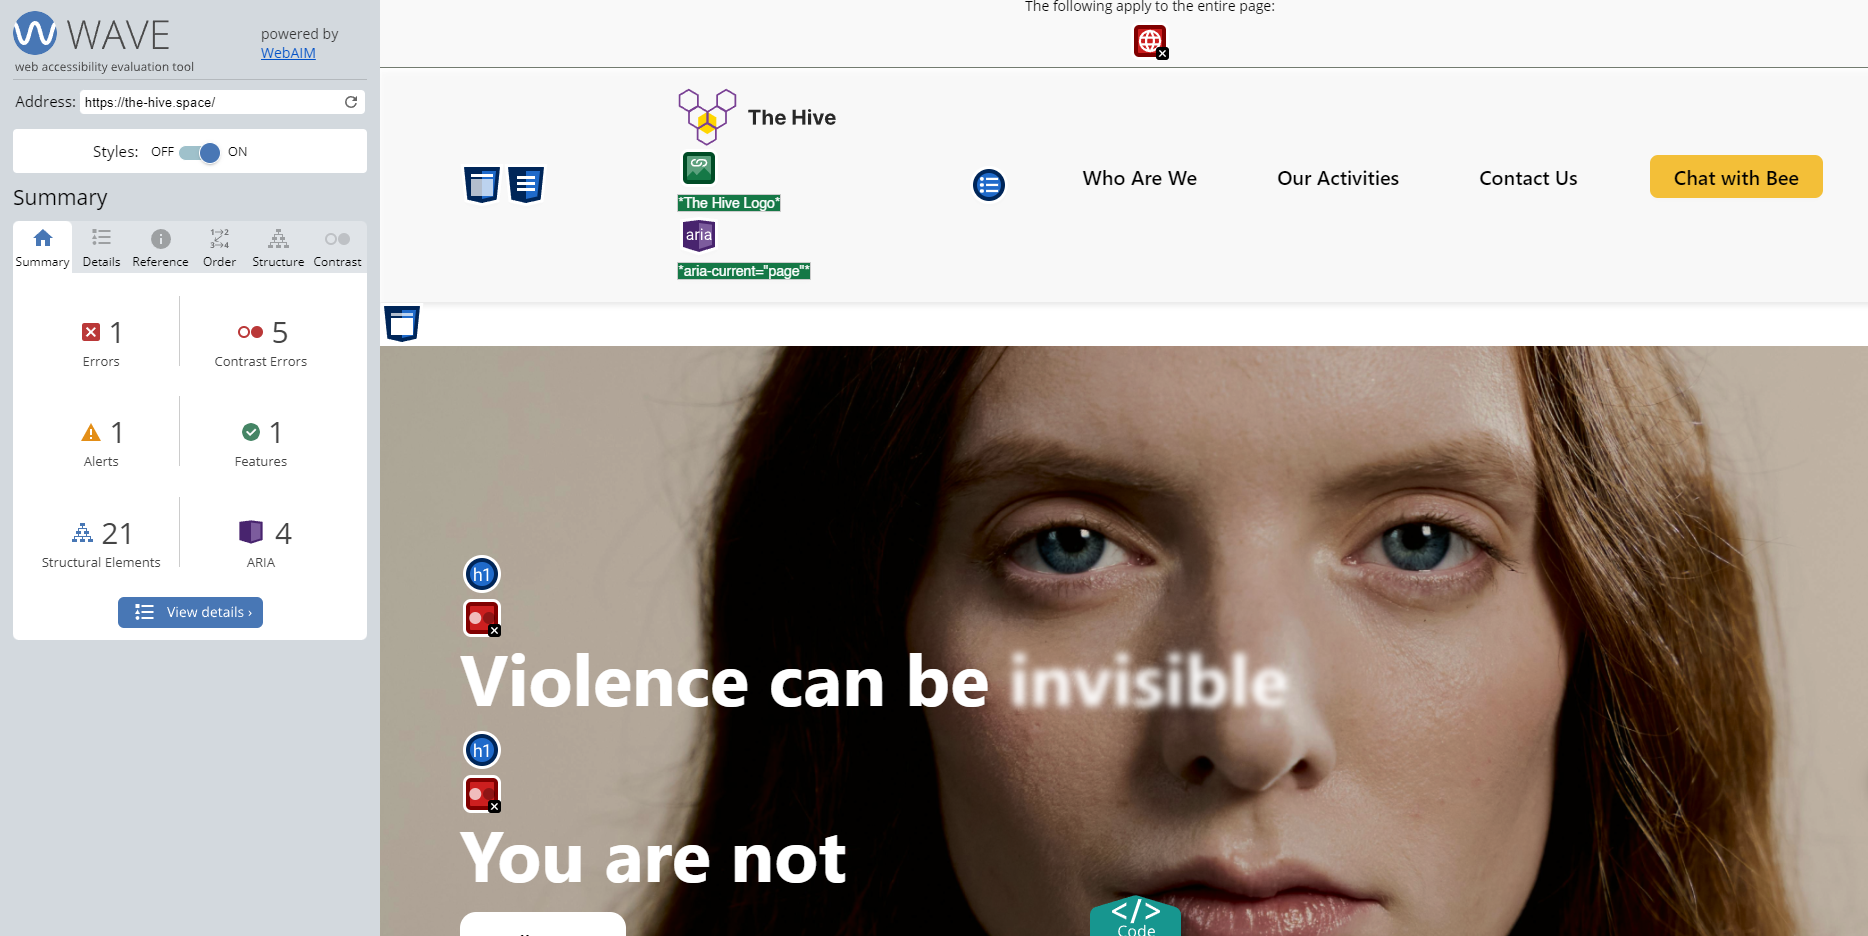 WAVE
powered by
WebAIM
web accessibility evaluation tool
Address: https://the-hive.space/
Styles: OFF ON
Summary
Summary Details Reference Order Structure Contrast
1 5
Errors Contrast Errors
1 1
Alerts Features
21 4
Structural Elements ARIA
View details ›
The following apply to the entire page:
The Hive
*The Hive Logo*
aria
*aria-current="page"*
Who Are We Our Activities Contact Us Chat with Bee
h1
Violence can be invisible
h1
You are not
</> 
Code